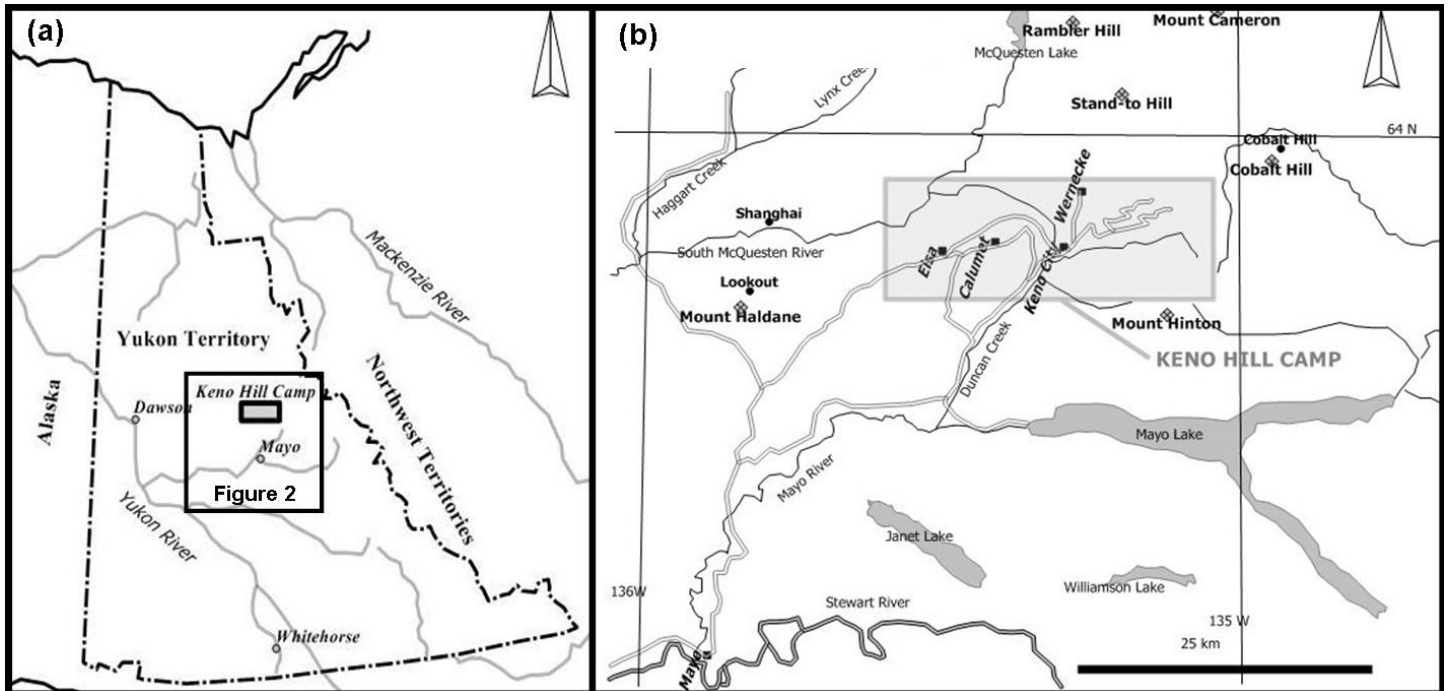 (a)
Mackenzie River
Yukon Territory
Alaska
Northwest Territories
Keno Hill Camp
Dawson
Mayo
Figure 2
Yukon River
Whitehorse
(b)
Rambler Hill
Mount Cameron
McQuesten Lake
Lynx Creek
Stand-to Hill
64 N
Cobalt Hill
Cobalt Hill
Haggart Creek
Wernecke
Shanghai
South McQuesten River
Elsa
Calumet
Keno City
Lookout
Mount Haldane
Mount Hinton
Duncan Creek
KENO HILL CAMP
Mayo Lake
Mayo River
Janet Lake
Williamson Lake
136W
135 W
Stewart River
25 km
Mayo